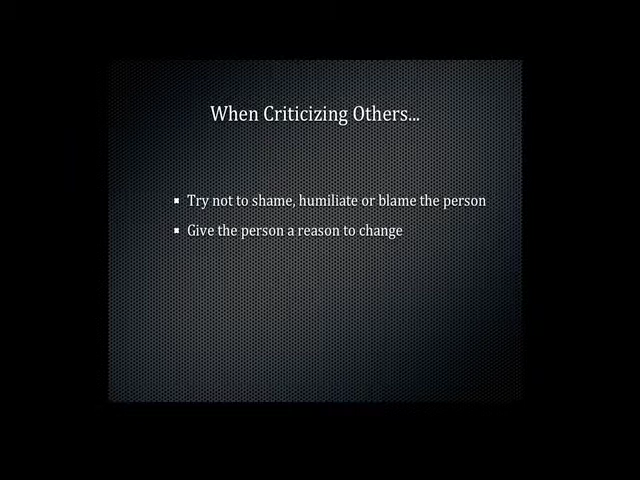 When Criticizing Others...
Try not to shame, humiliate or blame the person
Give the person a reason to change